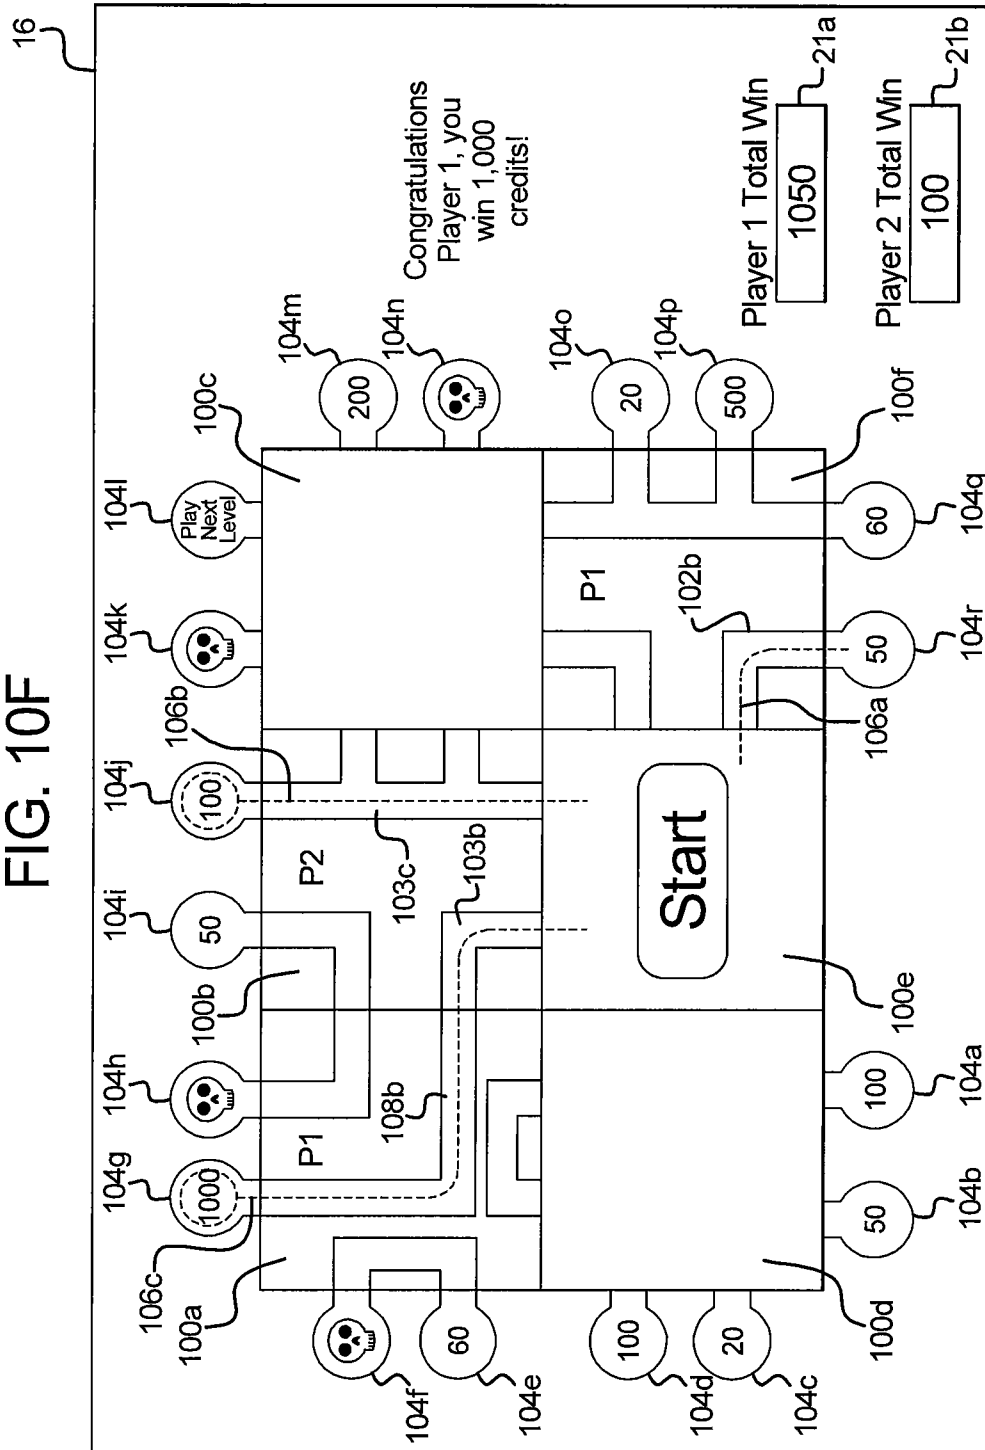 FIG. 10F
16
104g
104h
104i
104j
104k
104l
1000
50
100
Play
Next
Level
106c
100a
100b
106b
100c
P1
P2
104f
104m
200
108b
103c
103b
104e
60
104n
Congratulations
Player 1, you
win 1,000
credits!
104d
100
Start
P1
20
104o
104c
20
102b
500
104p
50
100
50
60
104b
104a
106a
104r
104q
100d
100e
100f
Player 1 Total Win
1050
21a
Player 2 Total Win
100
21b